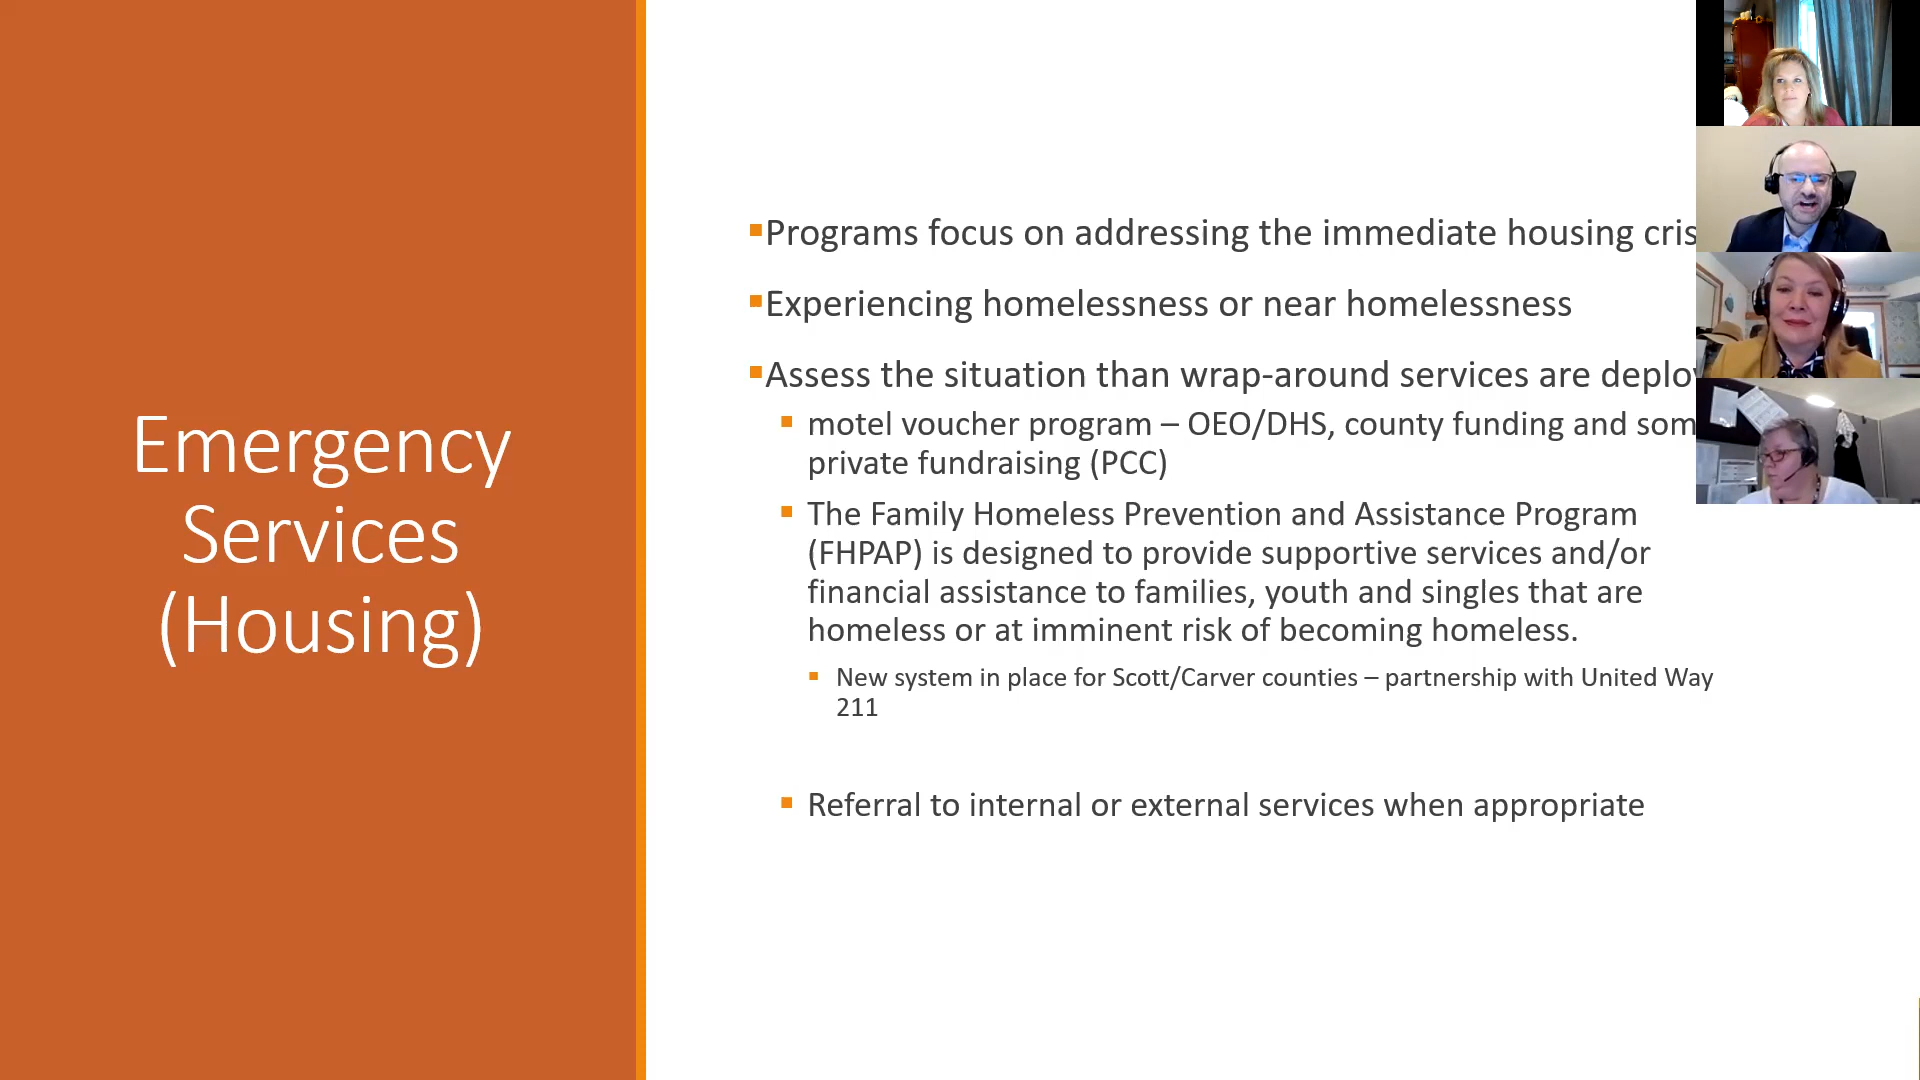 Emergency
Services
(Housing)
Programs focus on addressing the immediate housing
Experiencing homelessness or near homelessness
Assess the situation than wrap-around services are
motel voucher program – OEO/DHS, county funding and
private fundraising (PCC)
The Family Homeless Prevention and Assistance Program
(FHPAP) is designed to provide supportive services and/or
financial assistance to families, youth and singles that are
homeless or at imminent risk of becoming homeless.
New system in place for Scott/Carver counties – partnership with United Way
211
Referral to internal or external services when appropriate